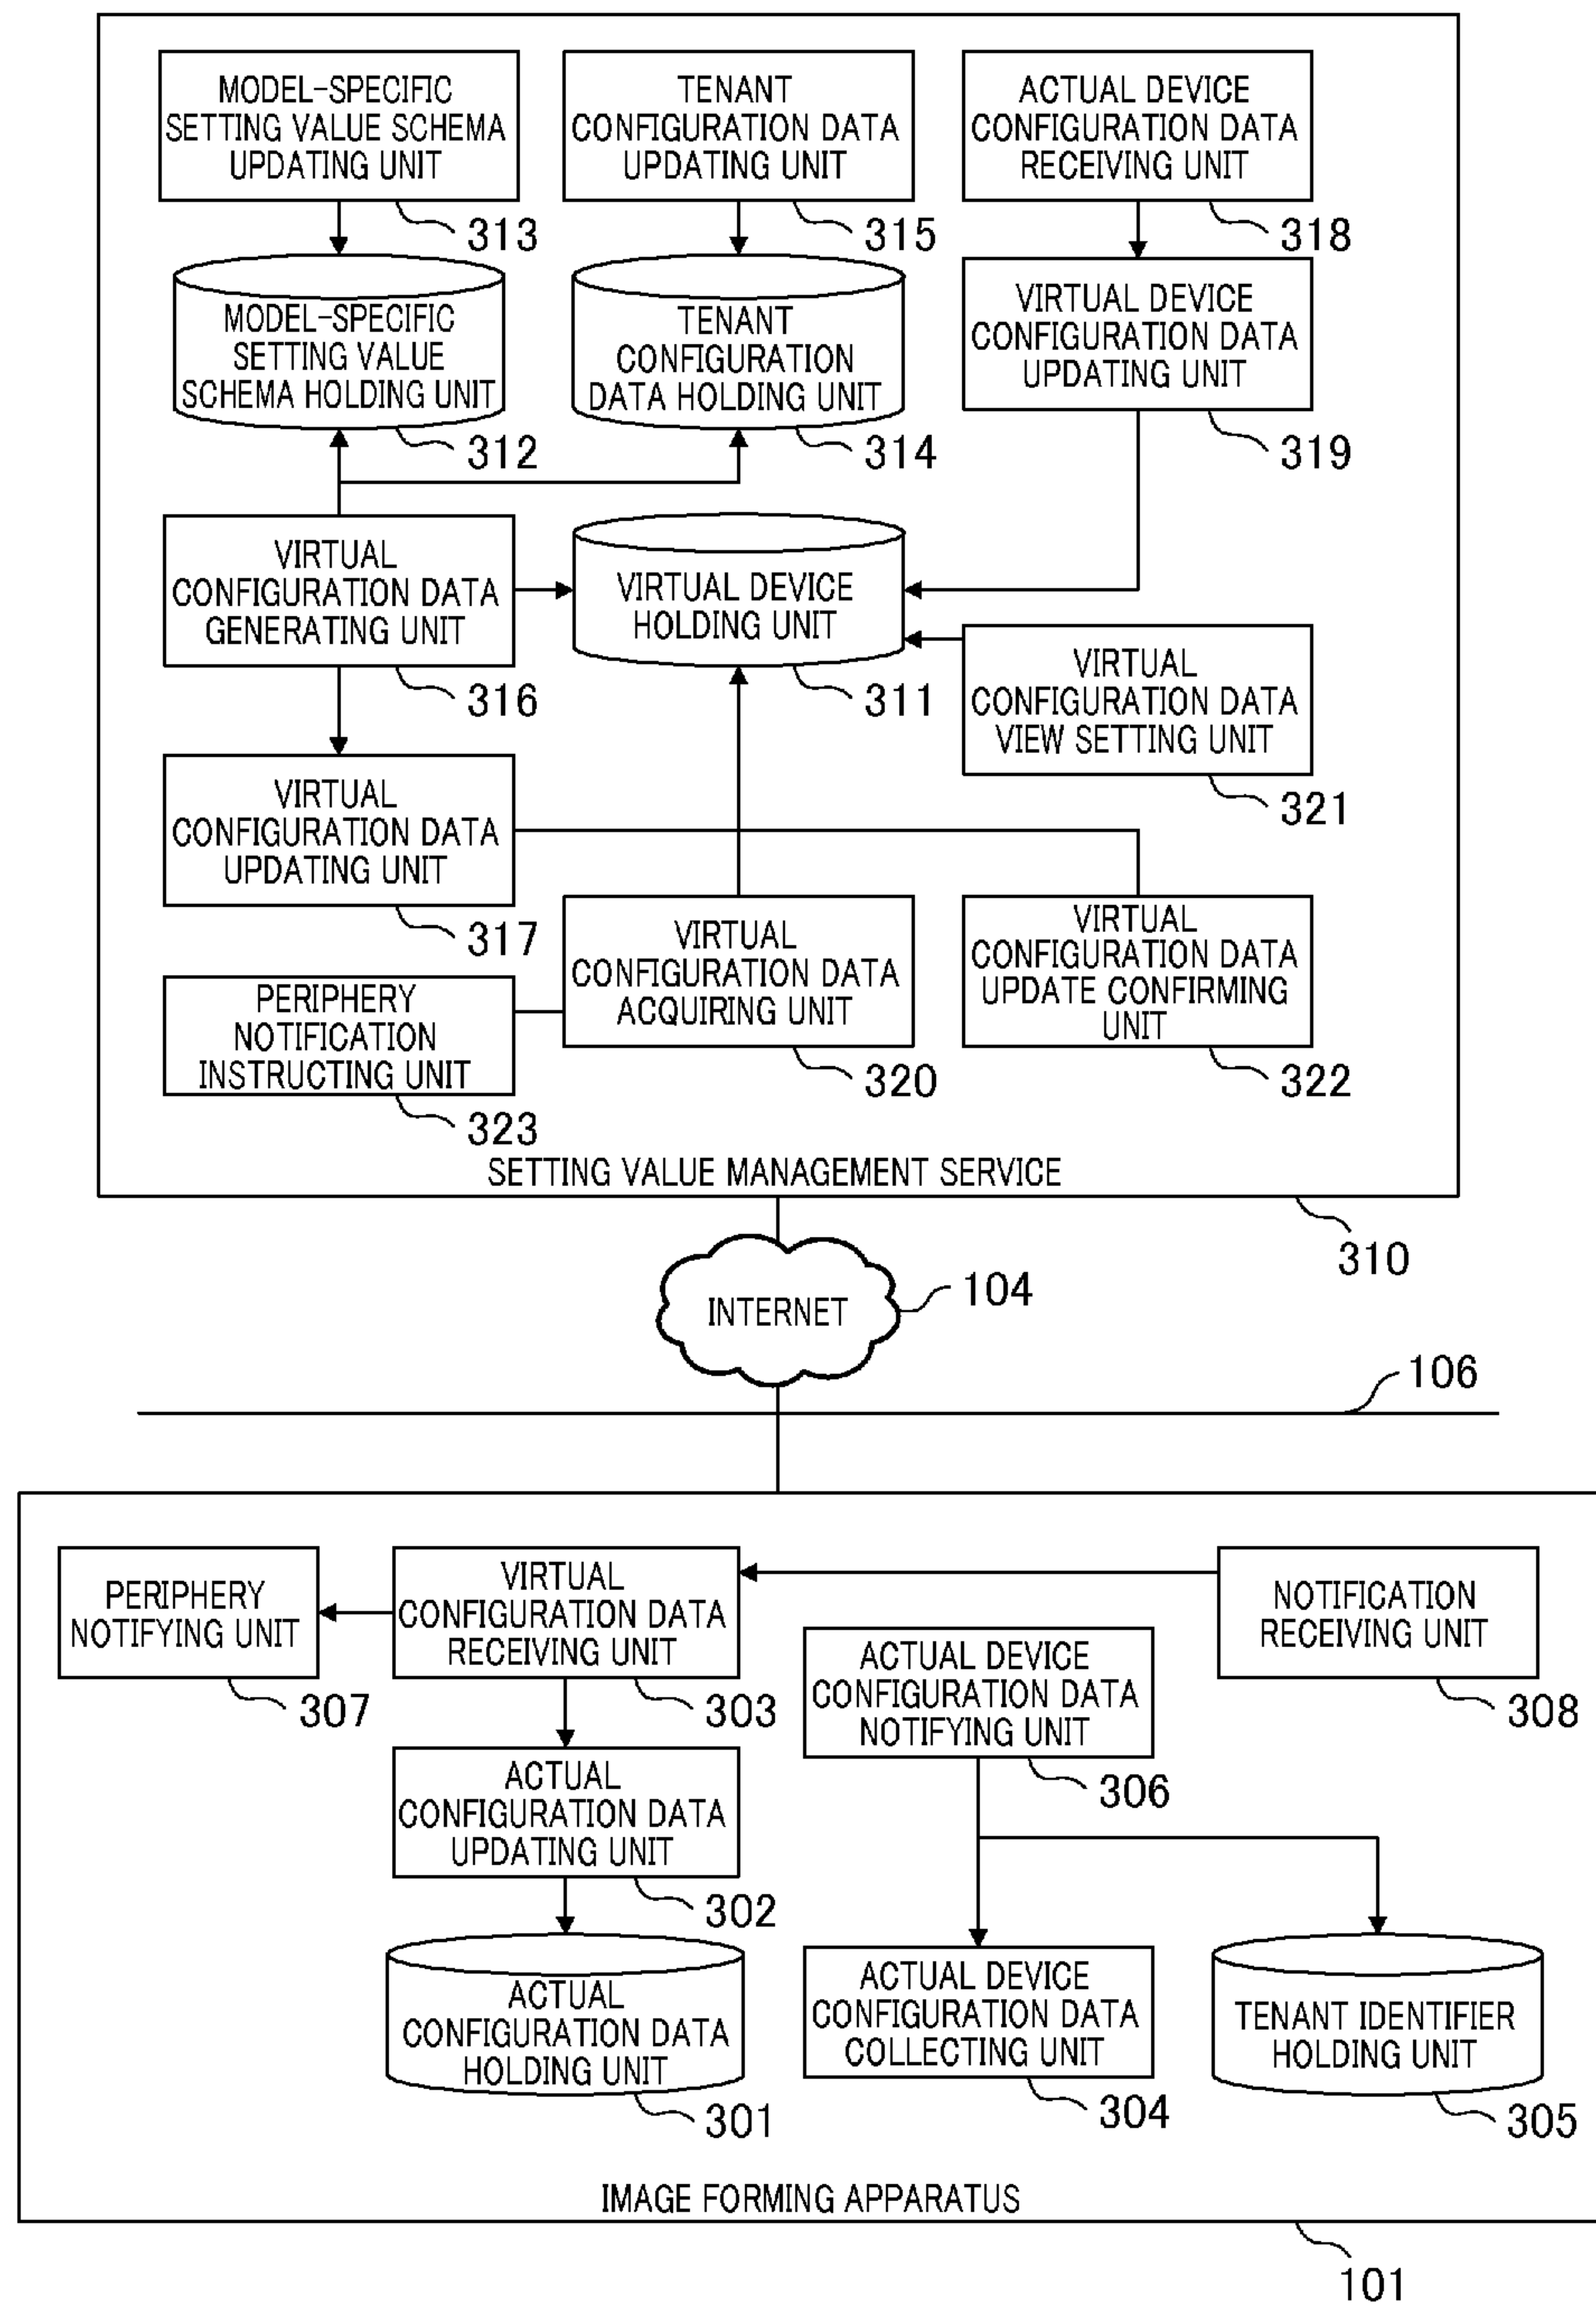 MODEL-SPECIFIC
SETTING VALUE SCHEMA
UPDATING UNIT
313
TENANT
CONFIGURATION DATA
UPDATING UNIT
315
ACTUAL DEVICE
CONFIGURATION DATA
RECEIVING UNIT
318
MODEL-SPECIFIC
SETTING VALUE
SCHEMA HOLDING UNIT
312
TENANT
CONFIGURATION
DATA HOLDING UNIT
314
VIRTUAL DEVICE
CONFIGURATION DATA
UPDATING UNIT
319
VIRTUAL
CONFIGURATION DATA
GENERATING UNIT
316
VIRTUAL DEVICE
HOLDING UNIT
311
VIRTUAL
CONFIGURATION DATA
VIEW SETTING UNIT
321
VIRTUAL
CONFIGURATION DATA
UPDATING UNIT
317
VIRTUAL
CONFIGURATION DATA
ACQUIRING UNIT
320
VIRTUAL
CONFIGURATION DATA
UPDATE CONFIRMING
UNIT
322
PERIPHERY
NOTIFICATION
INSTRUCTING UNIT
323
SETTING VALUE MANAGEMENT SERVICE
310
INTERNET
104
106
PERIPHERY
NOTIFYING UNIT
307
VIRTUAL
CONFIGURATION DATA
RECEIVING UNIT
303
ACTUAL DEVICE
CONFIGURATION DATA
NOTIFYING UNIT
306
NOTIFICATION
RECEIVING UNIT
308
ACTUAL
CONFIGURATION DATA
UPDATING UNIT
302
ACTUAL
CONFIGURATION DATA
HOLDING UNIT
301
ACTUAL DEVICE
CONFIGURATION DATA
COLLECTING UNIT
304
TENANT IDENTIFIER
HOLDING UNIT
305
IMAGE FORMING APPARATUS
101